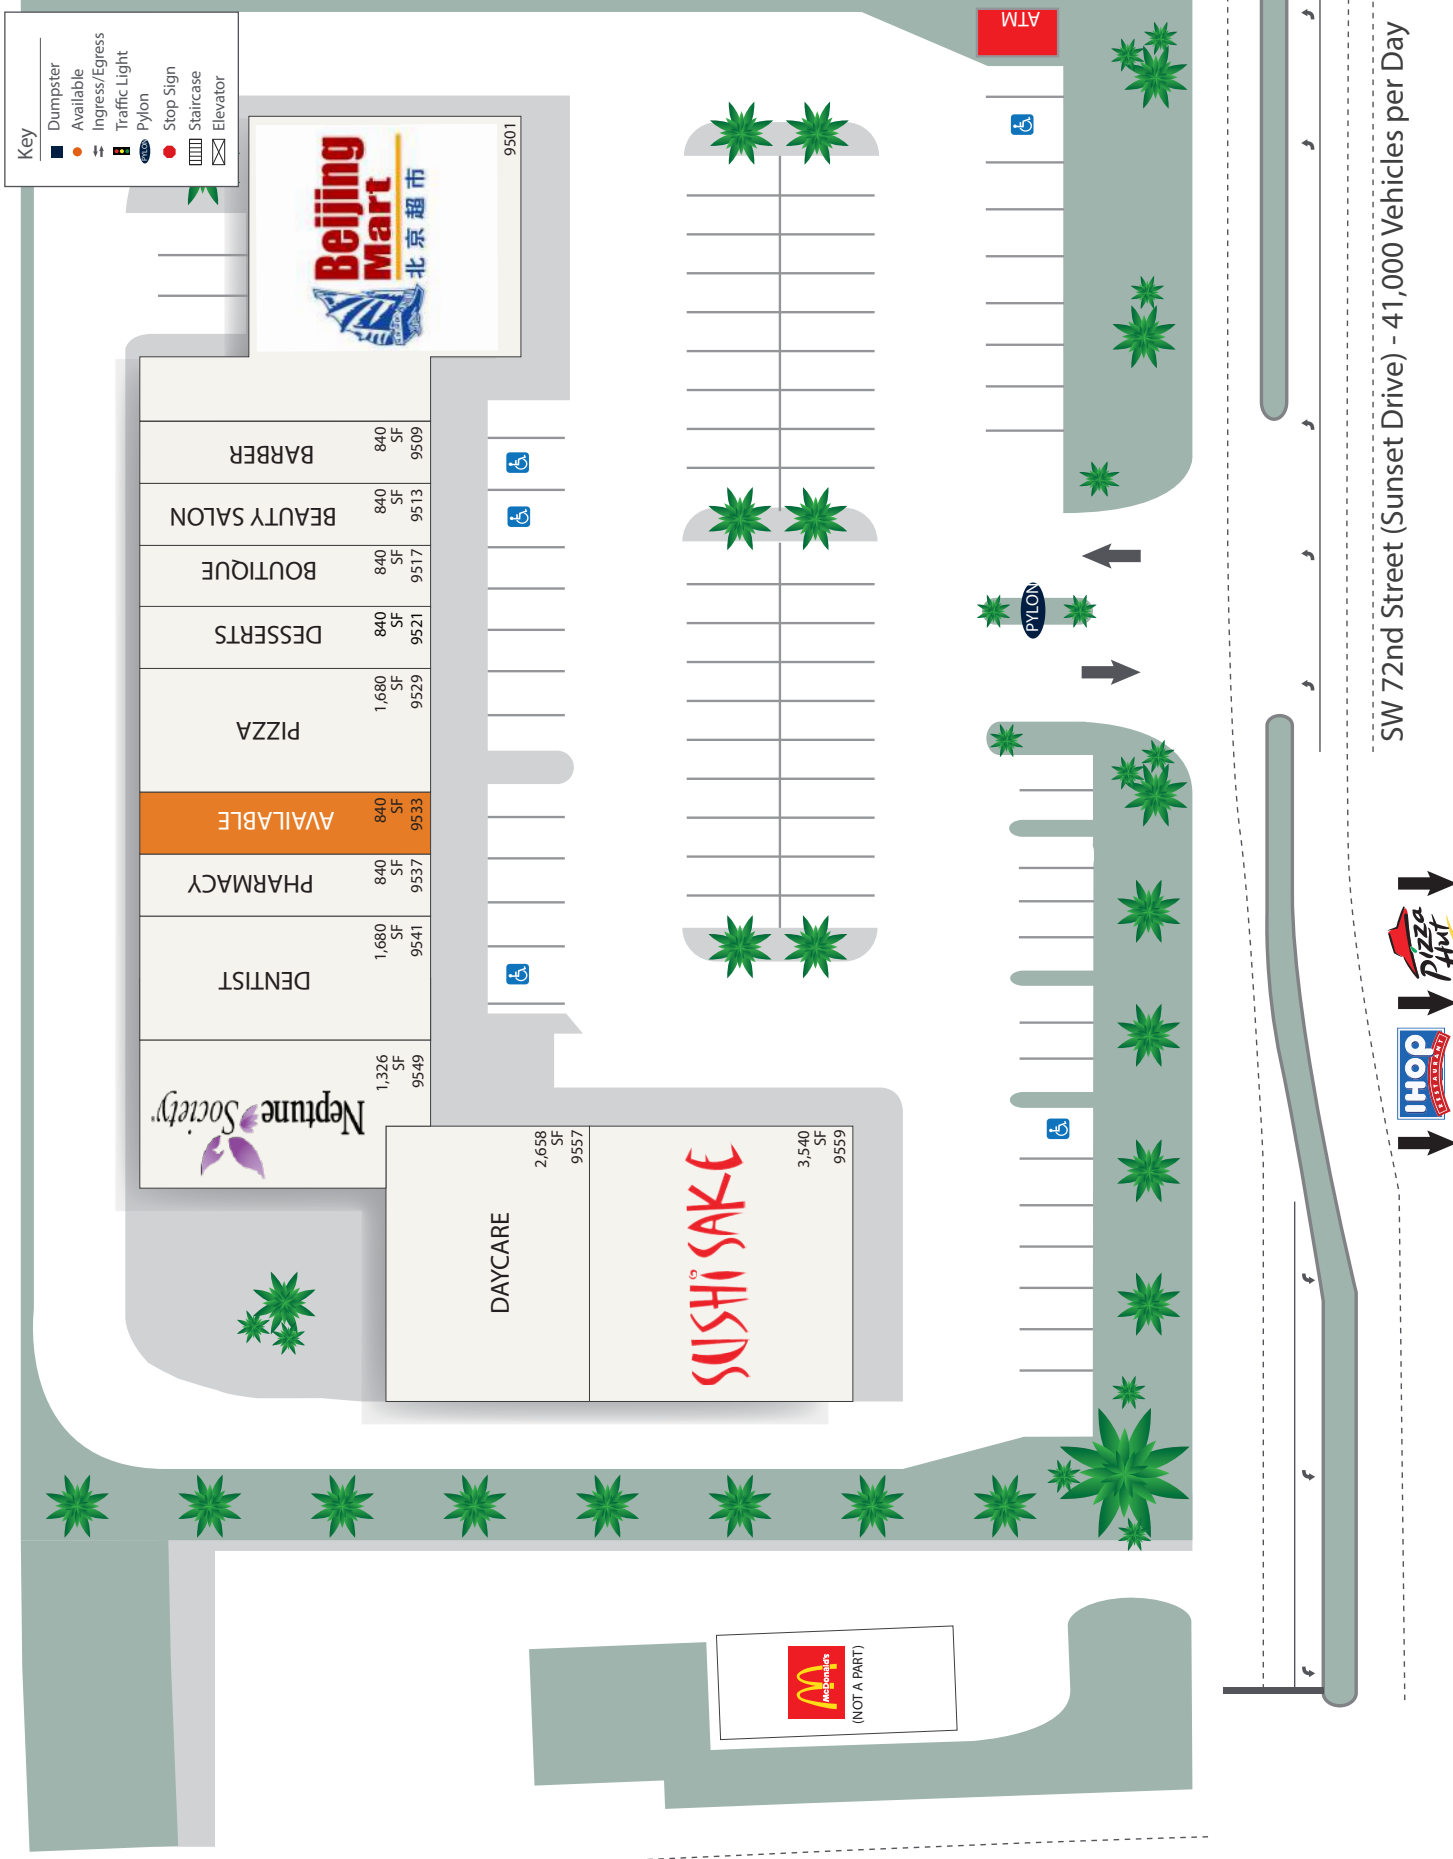 Key
Dumpster
Available
Ingress/Egress
Traffic Light
PYLON
Pylon
Stop Sign
Staircase
Elevator
ATM
Beijing
Mart
北京超市
9501
BARBER
840
SF
9509
BEAUTY SALON
840
SF
9513
BOUTIQUE
840
SF
9517
DESSERTS
840
SF
9521
PIZZA
1,680
SF
9529
AVAILABLE
840
SF
9533
PHARMACY
840
SF
9537
DENTIST
1,680
SF
9541
Neptune
Society
1,326
SF
9549
DAYCARE
2,658
SF
9557
SUSHI SAKE
3,540
SF
9559
PYLON
SW 72nd Street (Sunset Drive) - 41,000 Vehicles per Day
Pizza
Hut
IHOP
RESTAURANT
McDonald's
(NOT A PART)